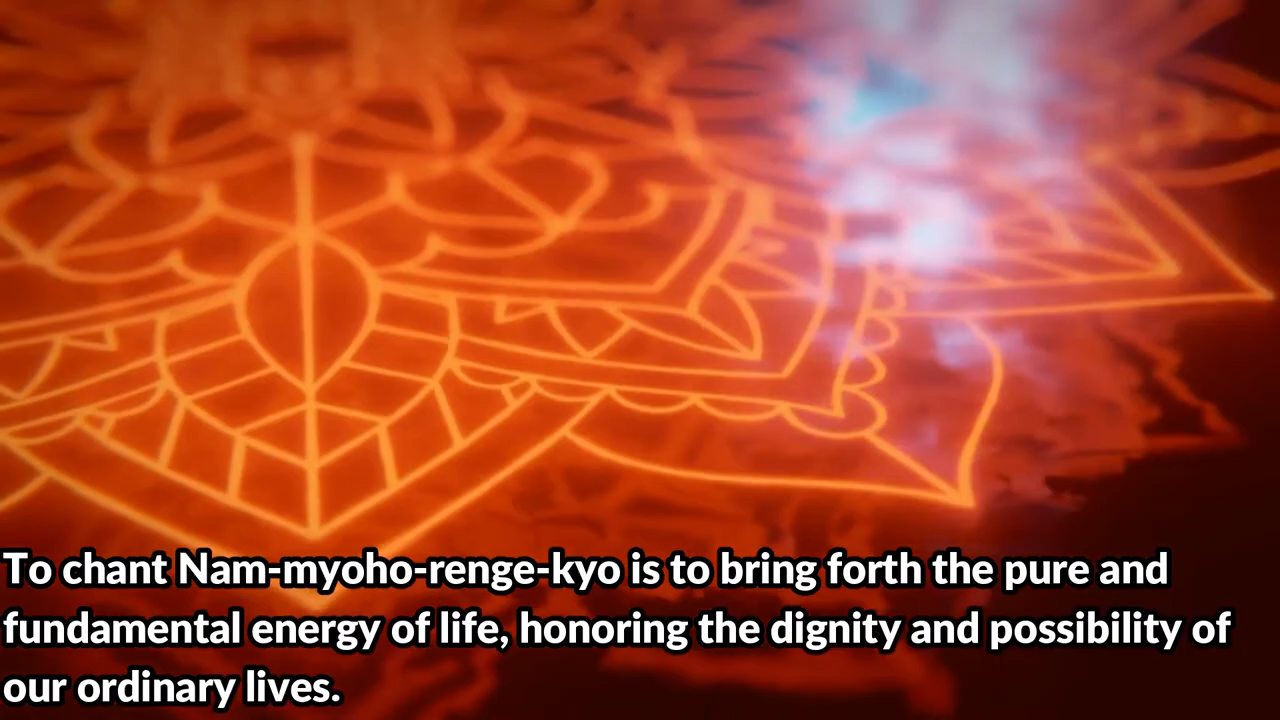 To chant Nam-myoho-renge-kyo is to bring forth the pure and
fundamental energy of life, honoring the dignity and possibility of
our ordinary lives.